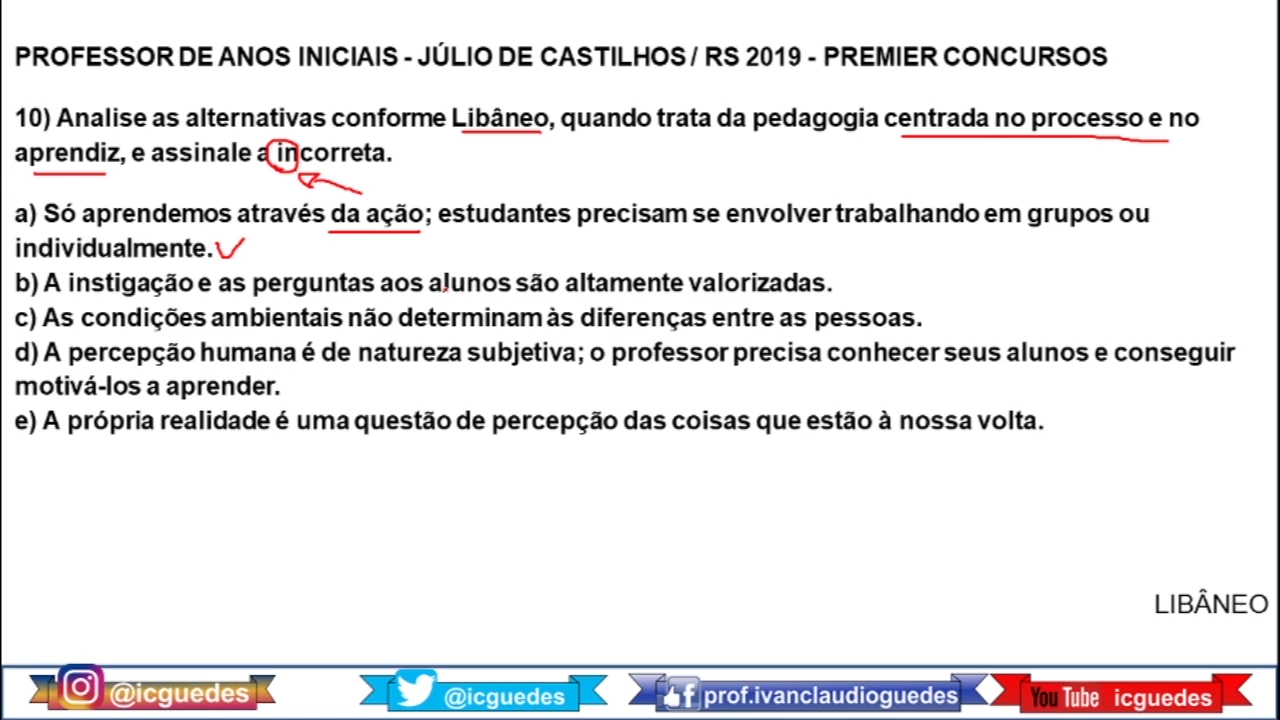 PROFESSOR DE ANOS INICIAIS - JÚLIO DE CASTILHOS / RS 2019 - PREMIER CONCURSOS
10) Analise as alternativas conforme Libâneo, quando trata da pedagogia centrada no processo e no
aprendiz, e assinale a incorreta.
a) Só aprendemos através da ação; estudantes precisam se envolver trabalhando em grupos ou
individualmente.
b) A instigação e as perguntas aos alunos são altamente valorizadas.
c) As condições ambientais não determinam às diferenças entre as pessoas.
d) A percepção humana é de natureza subjetiva; o professor precisa conhecer seus alunos e conseguir
motivá-los a aprender.
e) A própria realidade é uma questão de percepção das coisas que estão à nossa volta.
LIBÂNEO
@icguedes @icguedes prof.ivanclaudioguedes You Tube icguedes